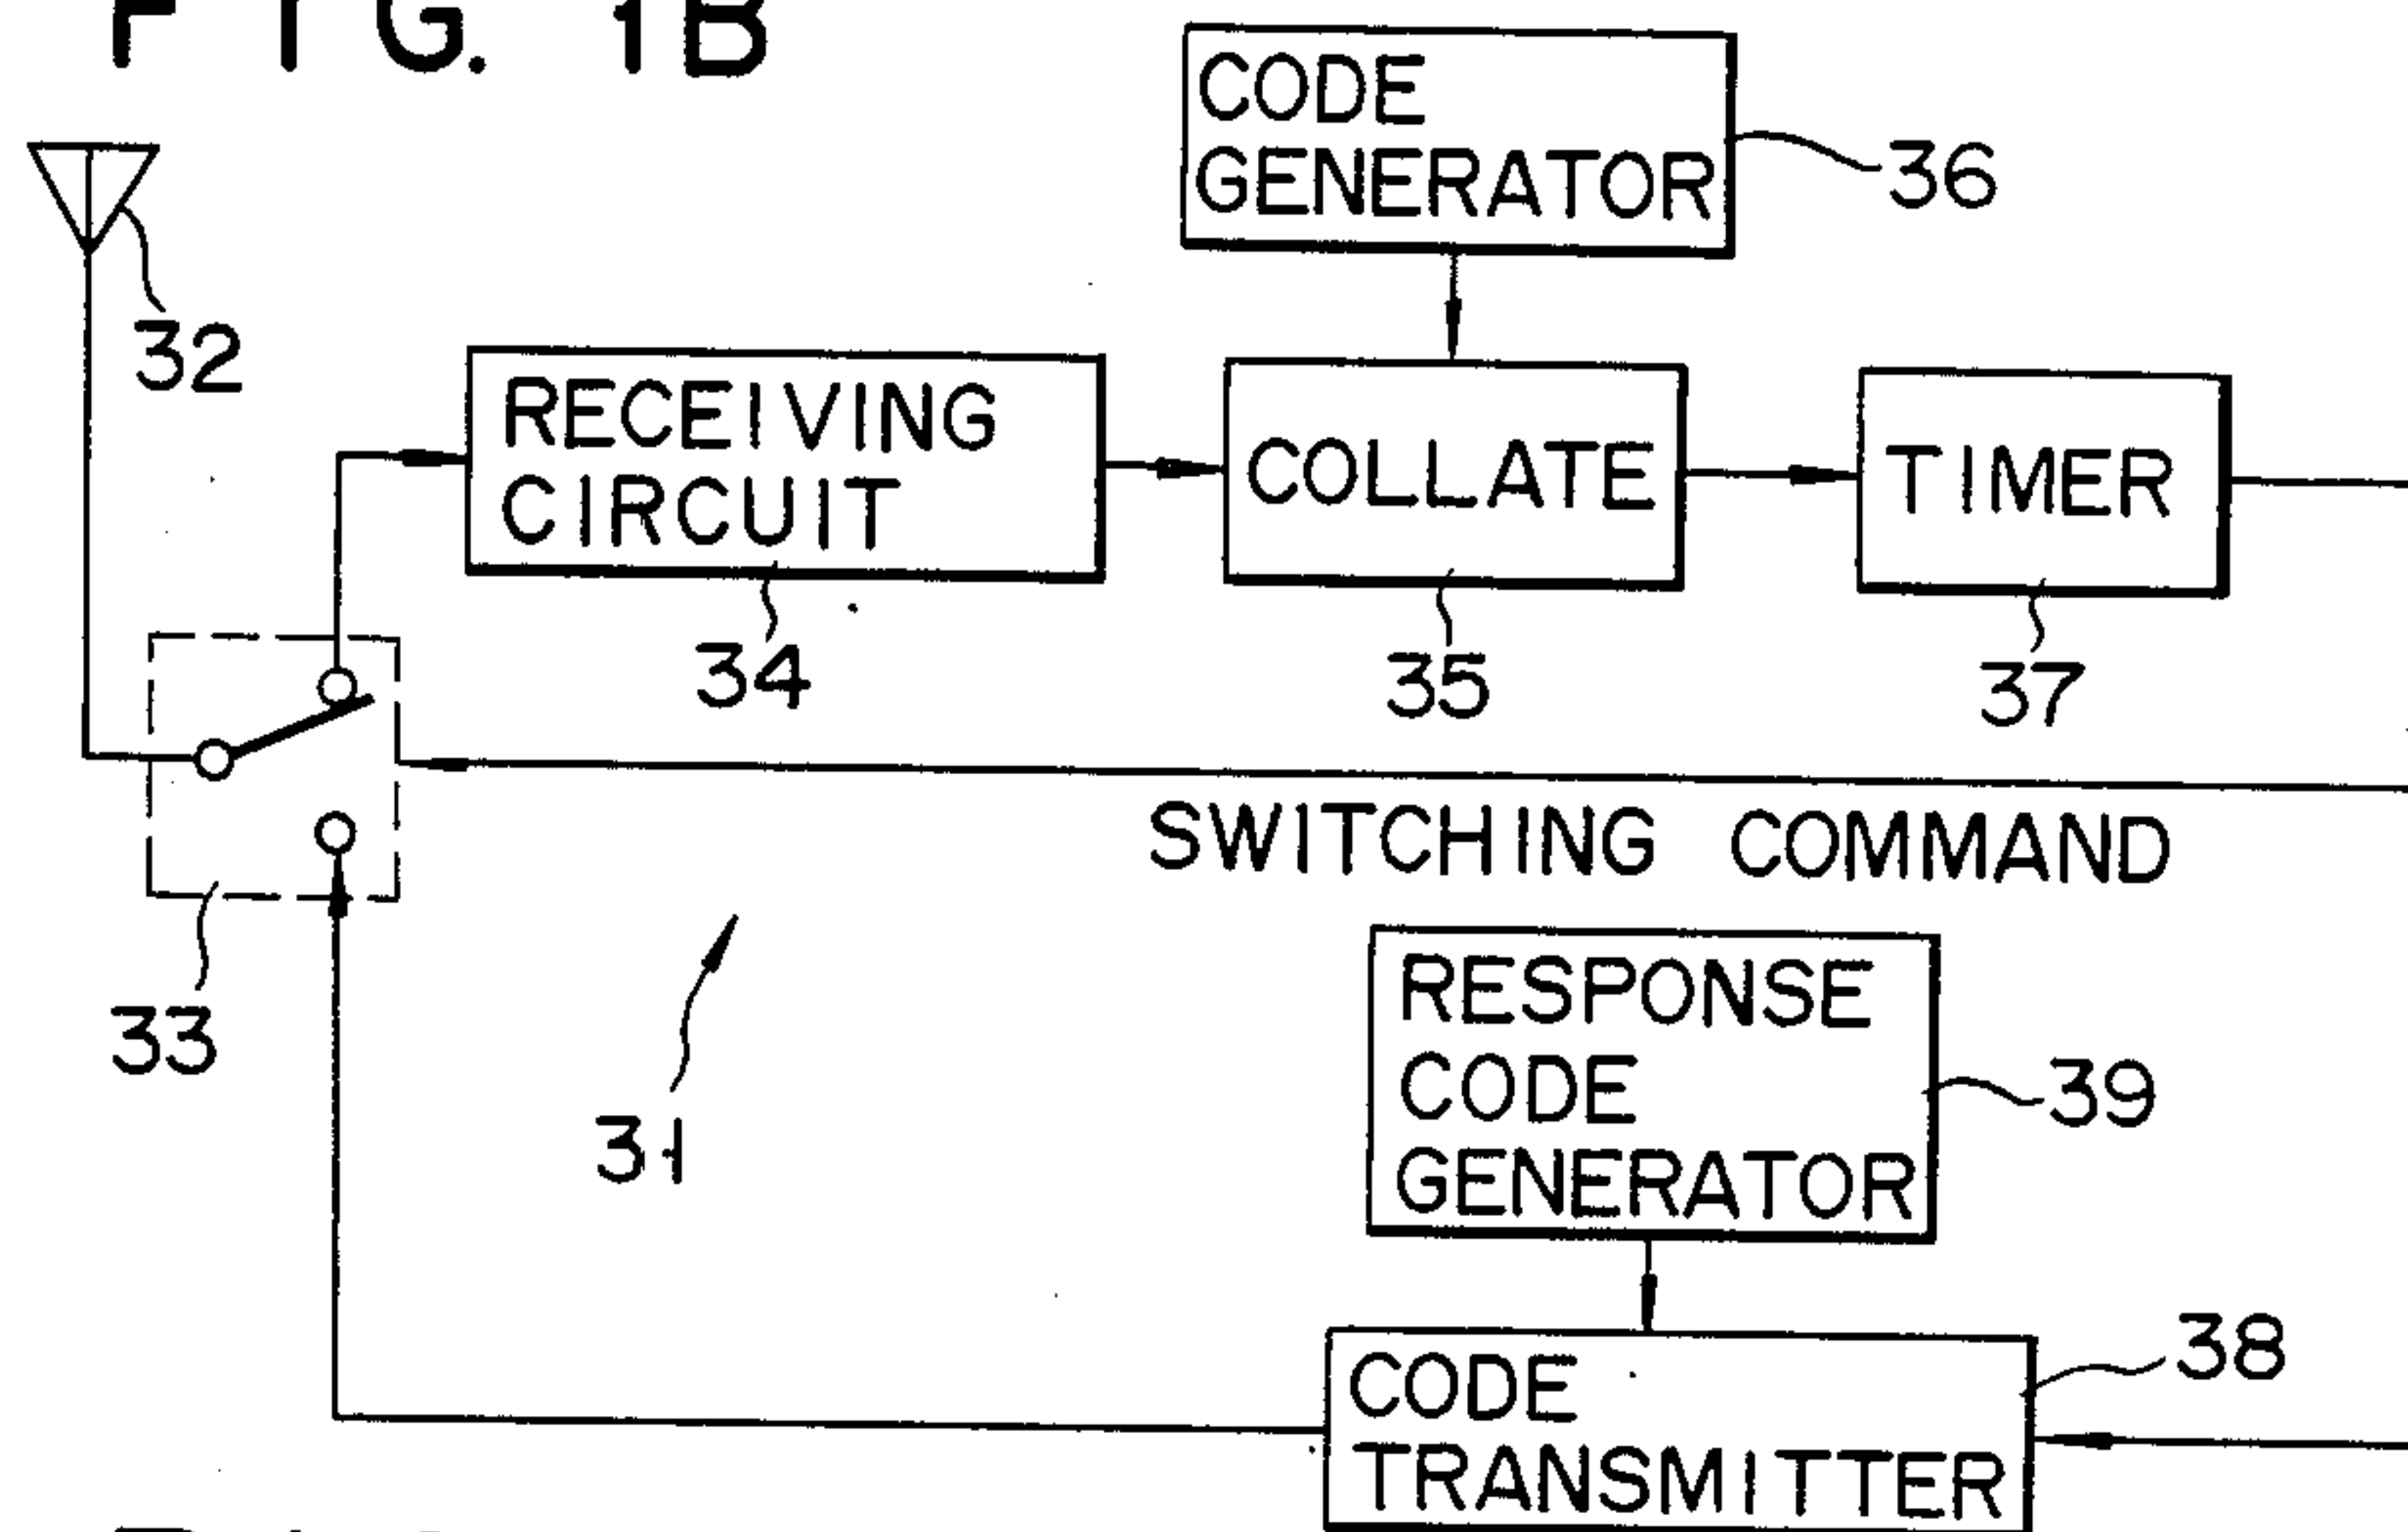 FIG. 1B
CODE
GENERATOR
36
32
RECEIVING
CIRCUIT
COLLATE
TIMER
34
35
37
SWITCHING COMMAND
33
31
RESPONSE
CODE
GENERATOR
39
CODE
TRANSMITTER
38